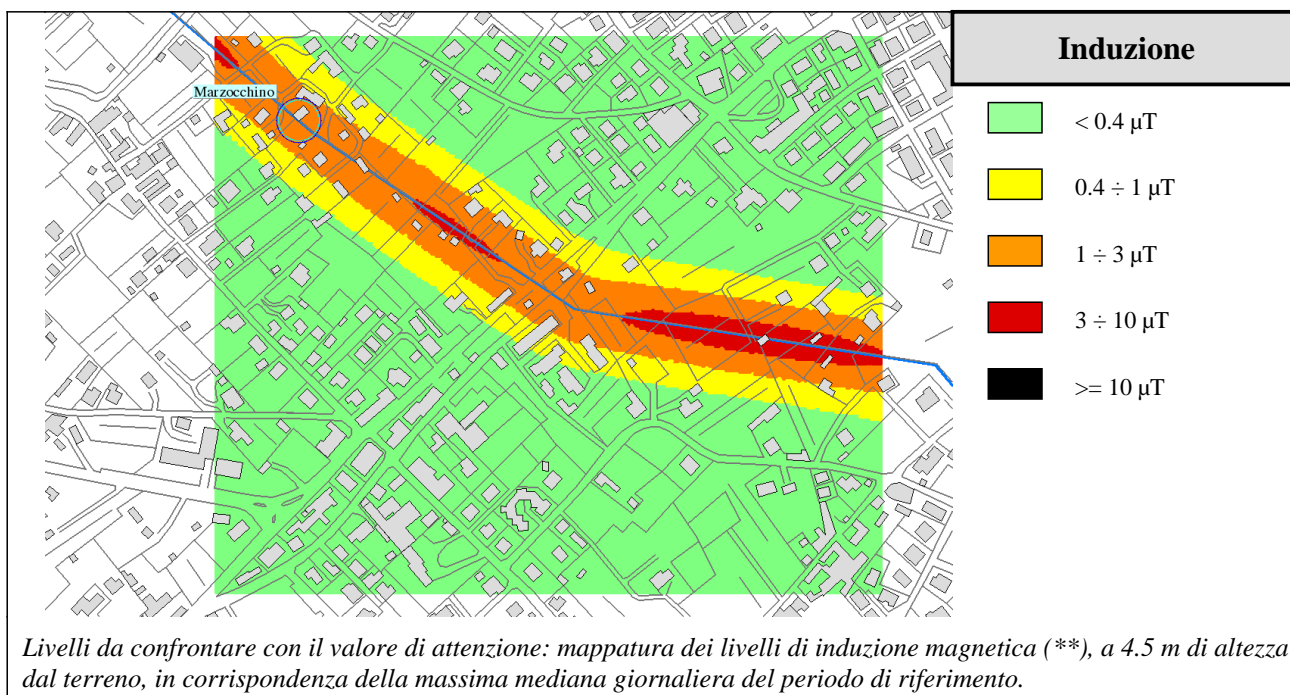 Induzione
Marzocchino
< 0.4 µT
0.4 ÷ 1 µT
1 ÷ 3 µT
3 ÷ 10 µT
>= 10 µT
Livelli da confrontare con il valore di attenzione: mappatura dei livelli di induzione magnetica (**), a 4.5 m di altezza
dal terreno, in corrispondenza della massima mediana giornaliera del periodo di riferimento.